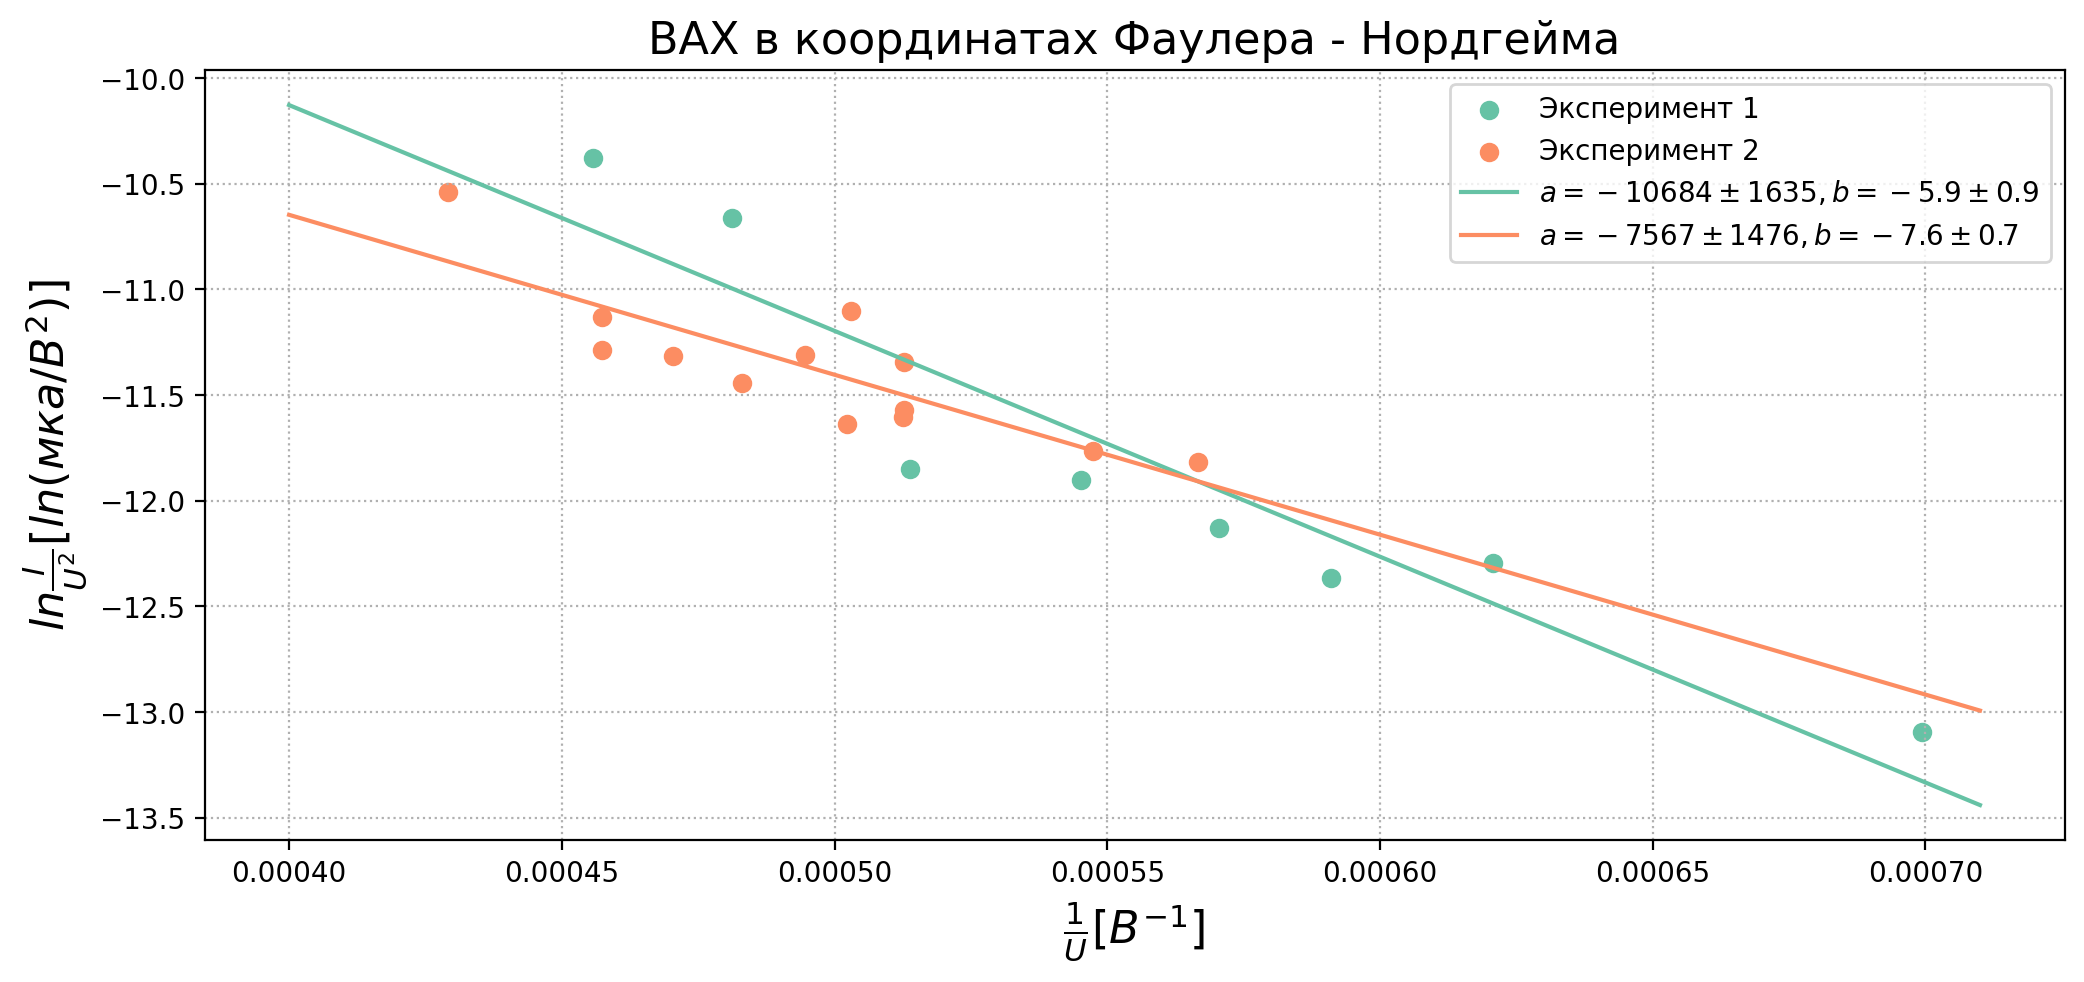 ВАХ в координатах Фаулера - Нордгейма
−10.0
−10.5
−11.0
−11.5
−12.0
−12.5
−13.0
−13.5
ln I/U² [ln(мка/В²)]
Эксперимент 1
Эксперимент 2
a = −10684 ± 1635, b = −5.9 ± 0.9
a = −7567 ± 1476, b = −7.6 ± 0.7
0.00040 0.00045 0.00050 0.00055 0.00060 0.00065 0.00070
1/U [В⁻¹]